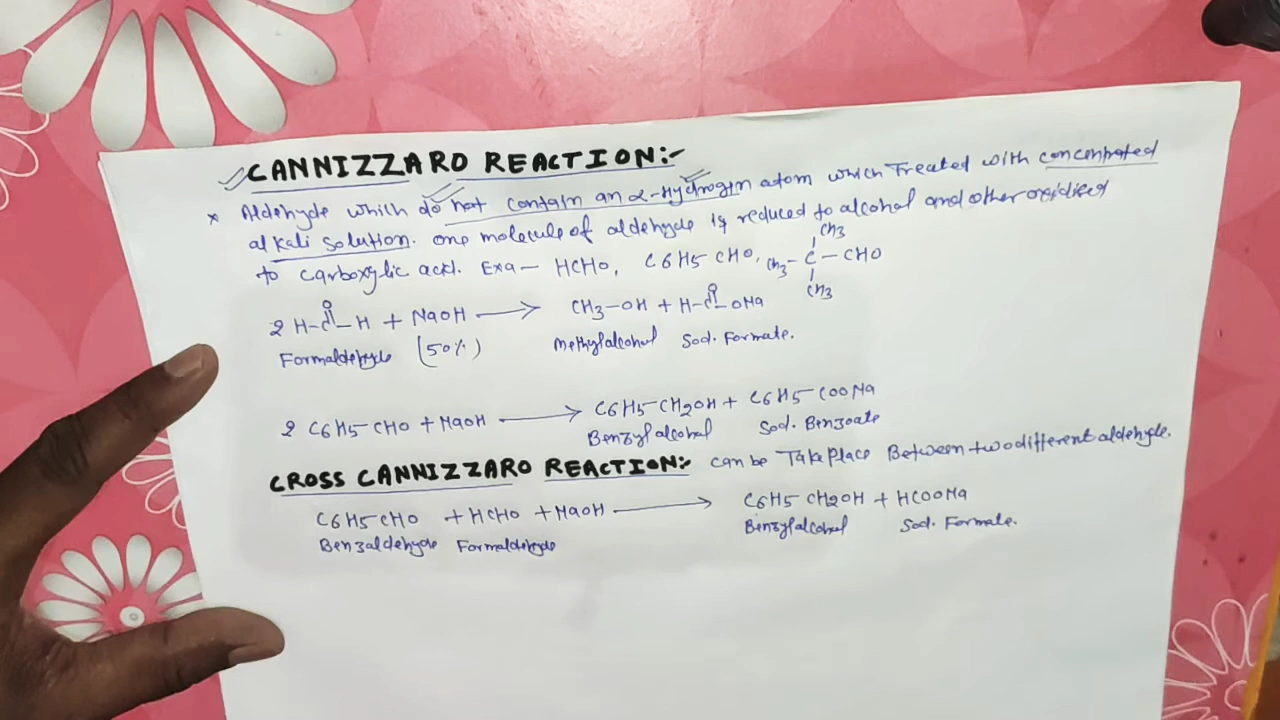 CANNIZZARO REACTION:-
* Aldehyde which do not contain an α-Hydrogen atom which Treated with concentrated
alkali solution. one molecule of aldehyde is reduced to alcohol and other oxidised
to carboxylic acid. Exa- HCHO, C6H5 CHO, CH3-C-CHO
CH3
CH3
2 H-C-H + NaOH → CH3-OH + H-C-ONa
O
O
Formaldehyde (50%) Methylalcohol Sod. Formate.
2 C6H5-CHO + NaOH → C6H5-CH2OH + C6H5-COONa
Benzylalcohol Sod. Benzoate
CROSS CANNIZZARO REACTION:- can be Take place Between two different aldehyde.
C6H5CHO + HCHO + NaOH → C6H5 CH2OH + HCOONa
Benzaldehyde Formaldehyde Benzylalcohol Sod. Formate.